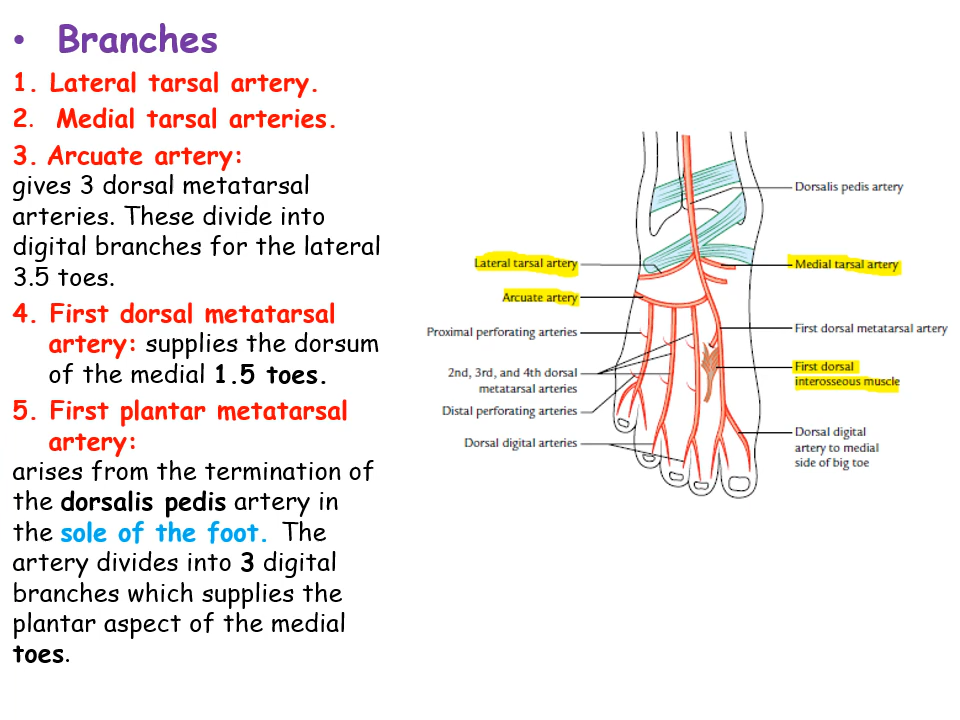 • Branches
1. Lateral tarsal artery.
2. Medial tarsal arteries.
3. Arcuate artery:
gives 3 dorsal metatarsal
arteries. These divide into
digital branches for the lateral
3.5 toes.
4. First dorsal metatarsal
artery: supplies the dorsum
of the medial 1.5 toes.
5. First plantar metatarsal
artery:
arises from the termination of
the dorsalis pedis artery in
the sole of the foot. The
artery divides into 3 digital
branches which supplies the
plantar aspect of the medial
toes.
Dorsalis pedis artery
Lateral tarsal artery
Medial tarsal artery
Arcuate artery
Proximal perforating arteries
First dorsal metatarsal artery
2nd, 3rd, and 4th dorsal
metatarsal arteries
First dorsal
interosseous muscle
Distal perforating arteries
Dorsal digital arteries
Dorsal digital
artery to medial
side of big toe